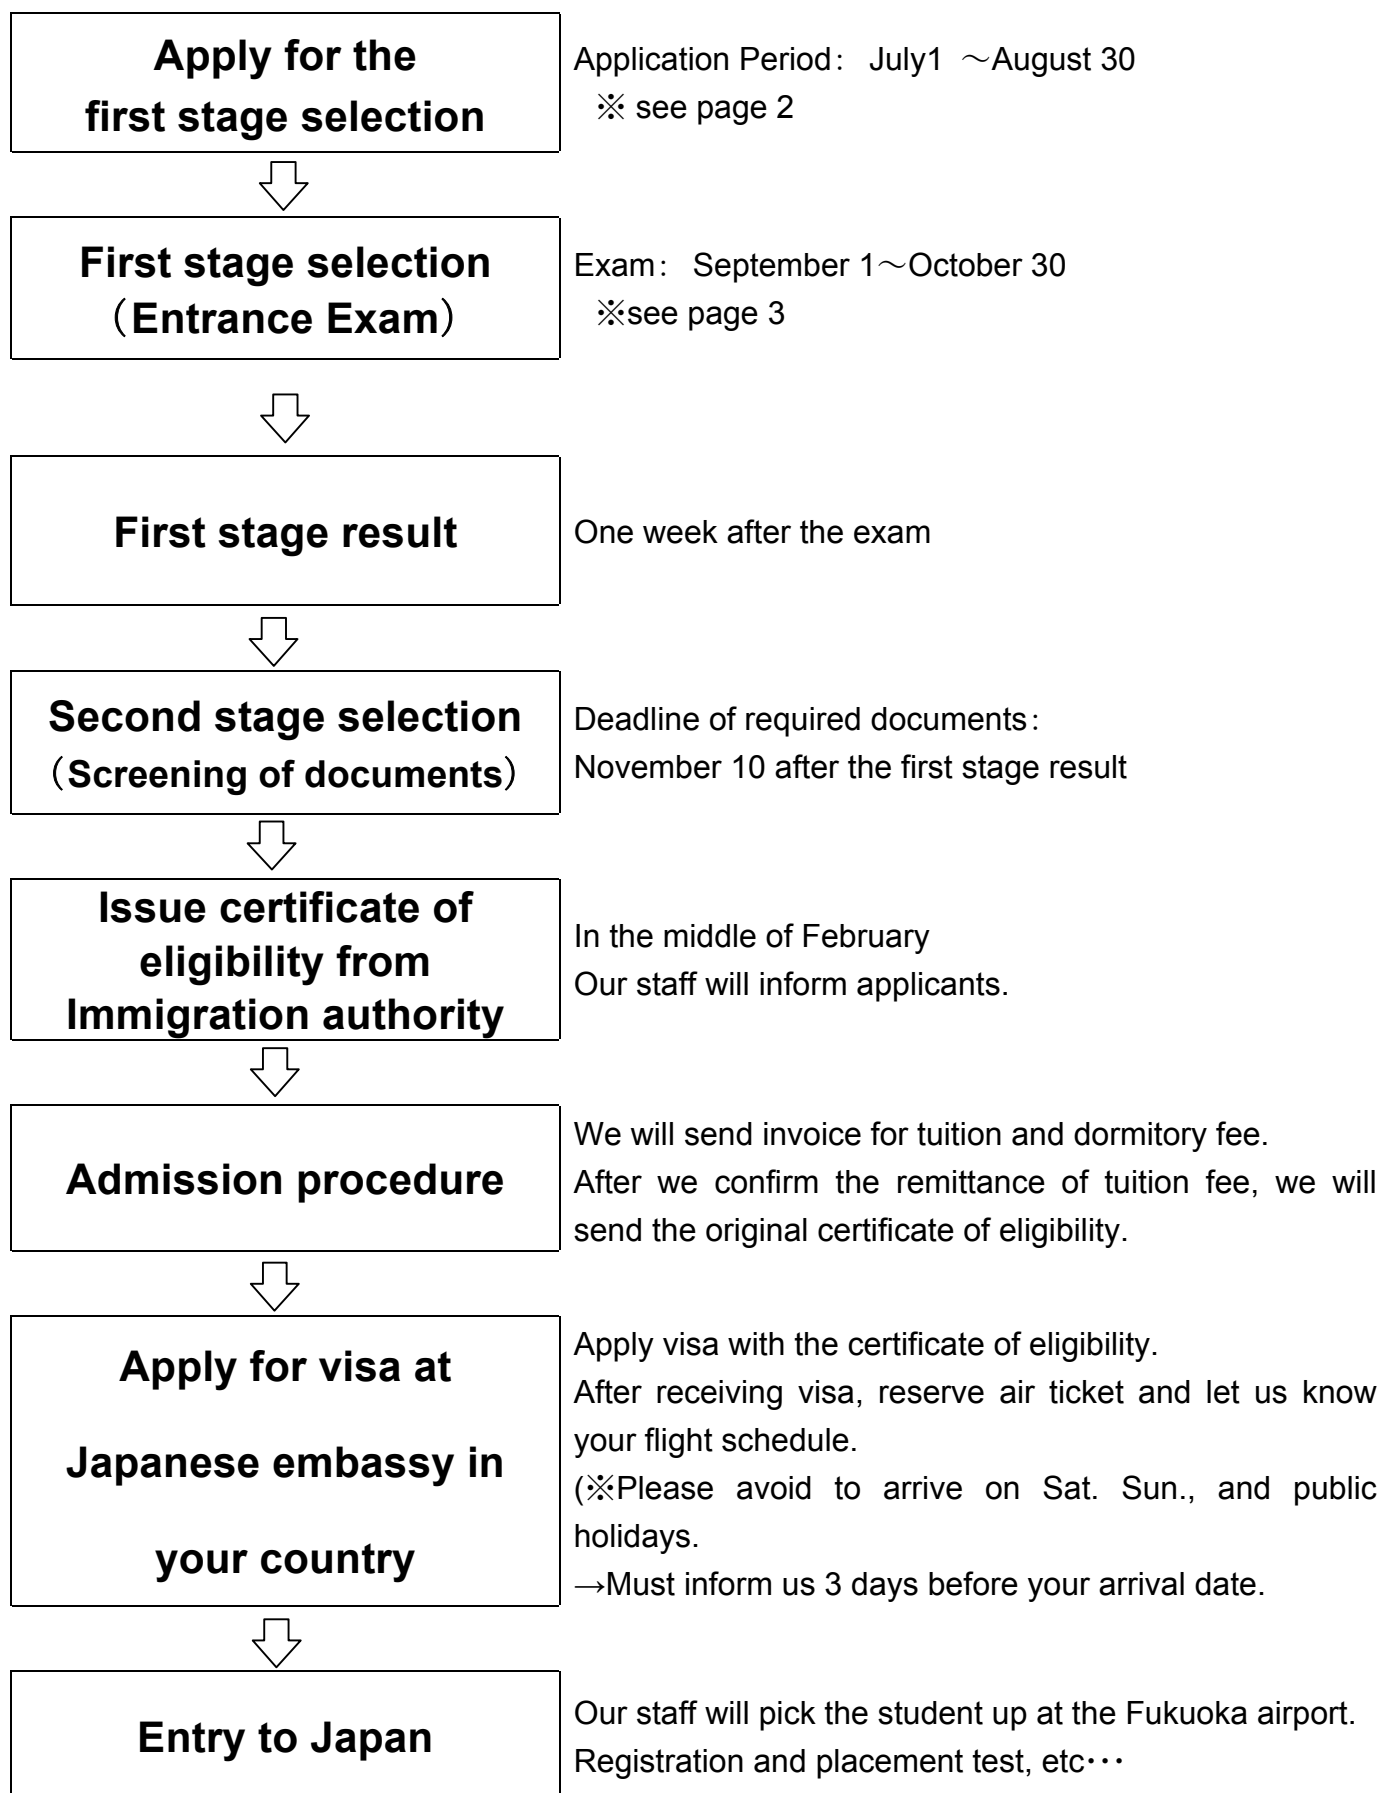 Apply for the
first stage selection
Application Period： July1 ～August 30
※ see page 2
First stage selection
（Entrance Exam）
Exam： September 1～October 30
※see page 3
First stage result
One week after the exam
Second stage selection
（Screening of documents）
Deadline of required documents：
November 10 after the first stage result
Issue certificate of
eligibility from
Immigration authority
In the middle of February
Our staff will inform applicants.
Admission procedure
We will send invoice for tuition and dormitory fee.
After we confirm the remittance of tuition fee, we will
send the original certificate of eligibility.
Apply for visa at
Japanese embassy in
your country
Apply visa with the certificate of eligibility.
After receiving visa, reserve air ticket and let us know
your flight schedule.
(※Please avoid to arrive on Sat. Sun., and public
holidays.
→Must inform us 3 days before your arrival date.
Entry to Japan
Our staff will pick the student up at the Fukuoka airport.
Registration and placement test, etc・・・